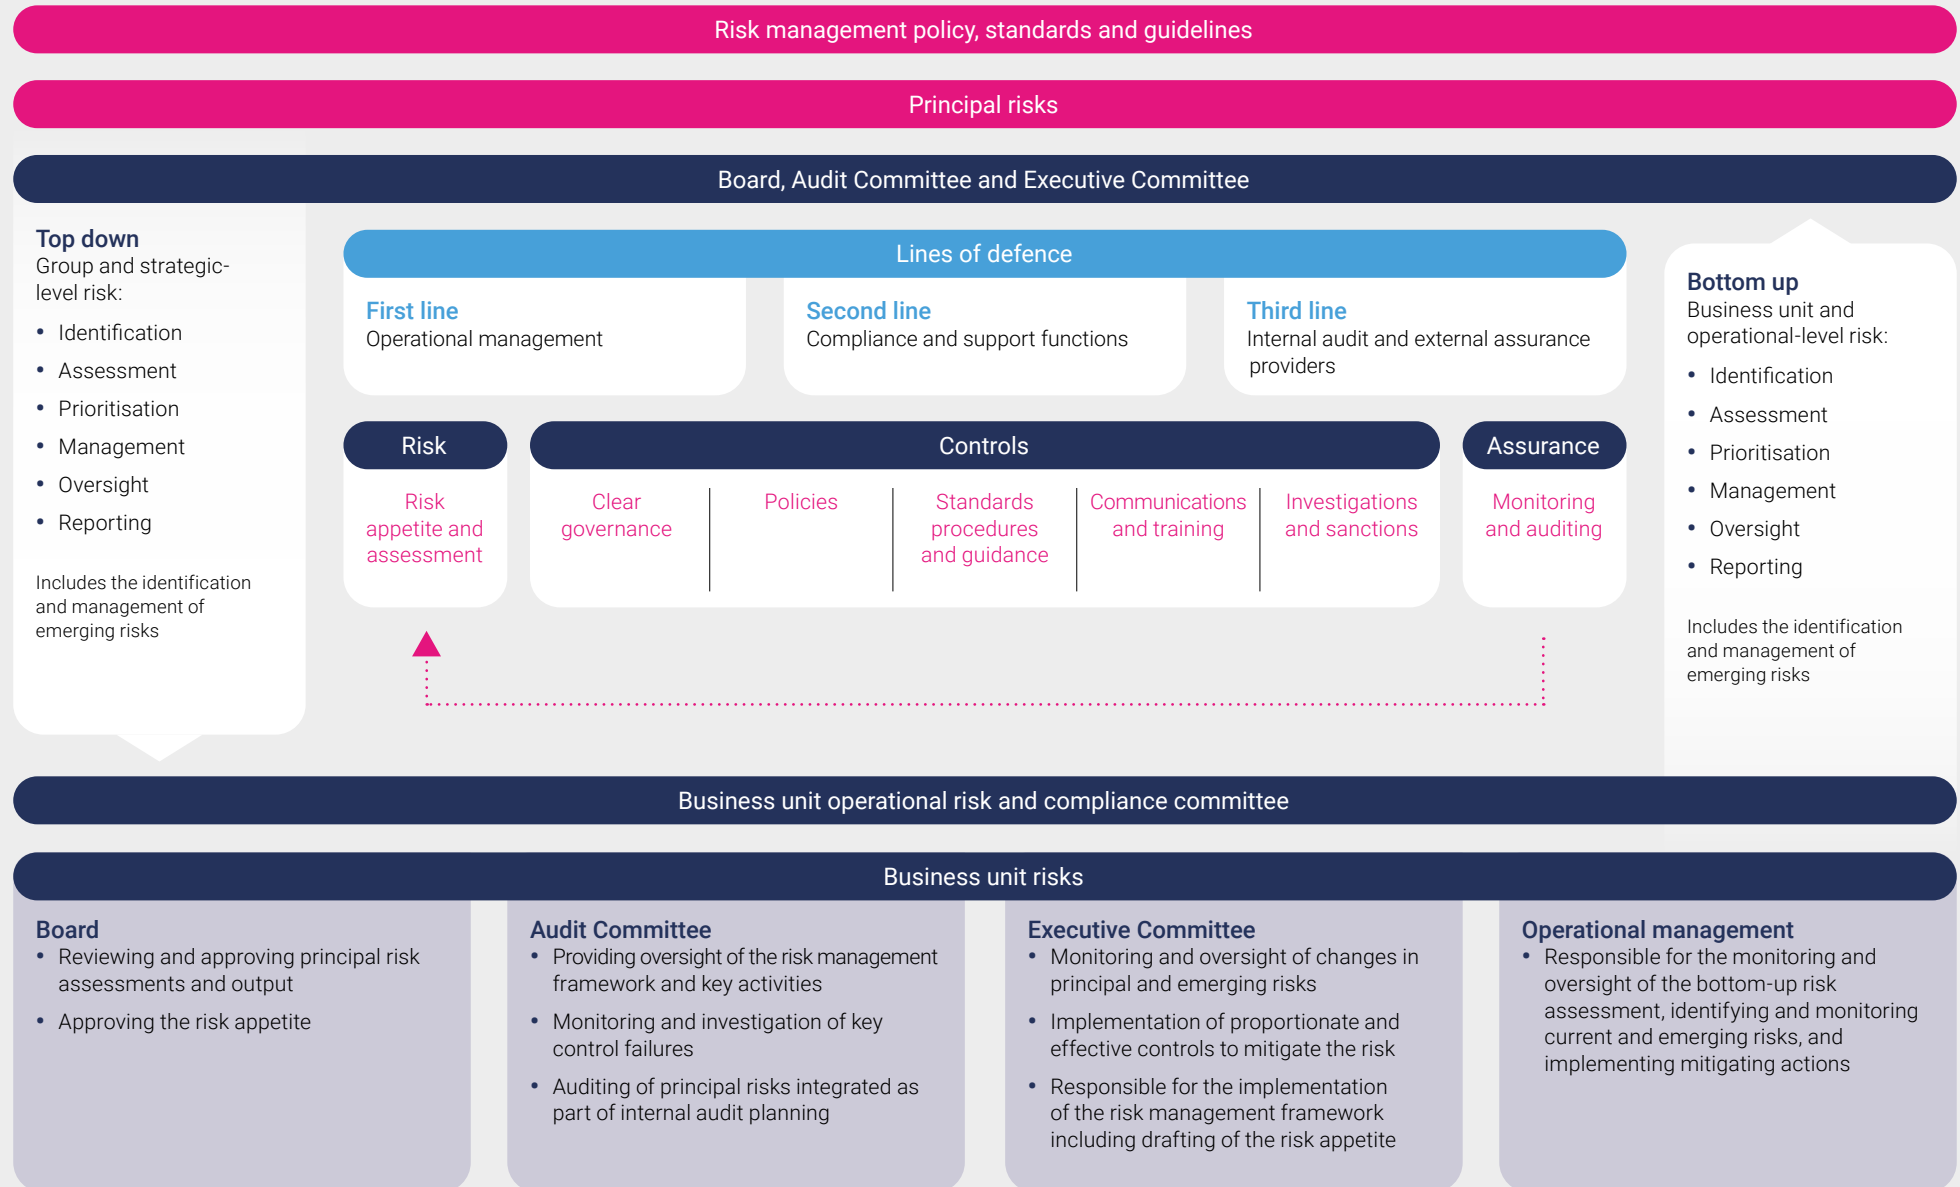 Risk management policy, standards and guidelines
Principal risks
Board, Audit Committee and Executive Committee
Top down
Group and strategic-
level risk:
• Identification
• Assessment
• Prioritisation
• Management
• Oversight
• Reporting
Includes the identification
and management of
emerging risks
Lines of defence
First line
Operational management
Second line
Compliance and support functions
Third line
Internal audit and external assurance
providers
Risk
Risk
appetite and
assessment
Controls
Clear
governance
Policies
Standards
procedures
and guidance
Communications
and training
Investigations
and sanctions
Assurance
Monitoring
and auditing
Bottom up
Business unit and
operational-level risk:
• Identification
• Assessment
• Prioritisation
• Management
• Oversight
• Reporting
Includes the identification
and management of
emerging risks
Business unit operational risk and compliance committee
Business unit risks
Board
• Reviewing and approving principal risk
assessments and output
• Approving the risk appetite
Audit Committee
• Providing oversight of the risk management
framework and key activities
• Monitoring and investigation of key
control failures
• Auditing of principal risks integrated as
part of internal audit planning
Executive Committee
• Monitoring and oversight of changes in
principal and emerging risks
• Implementation of proportionate and
effective controls to mitigate the risk
• Responsible for the implementation
of the risk management framework
including drafting of the risk appetite
Operational management
• Responsible for the monitoring and
oversight of the bottom-up risk
assessment, identifying and monitoring
current and emerging risks, and
implementing mitigating actions